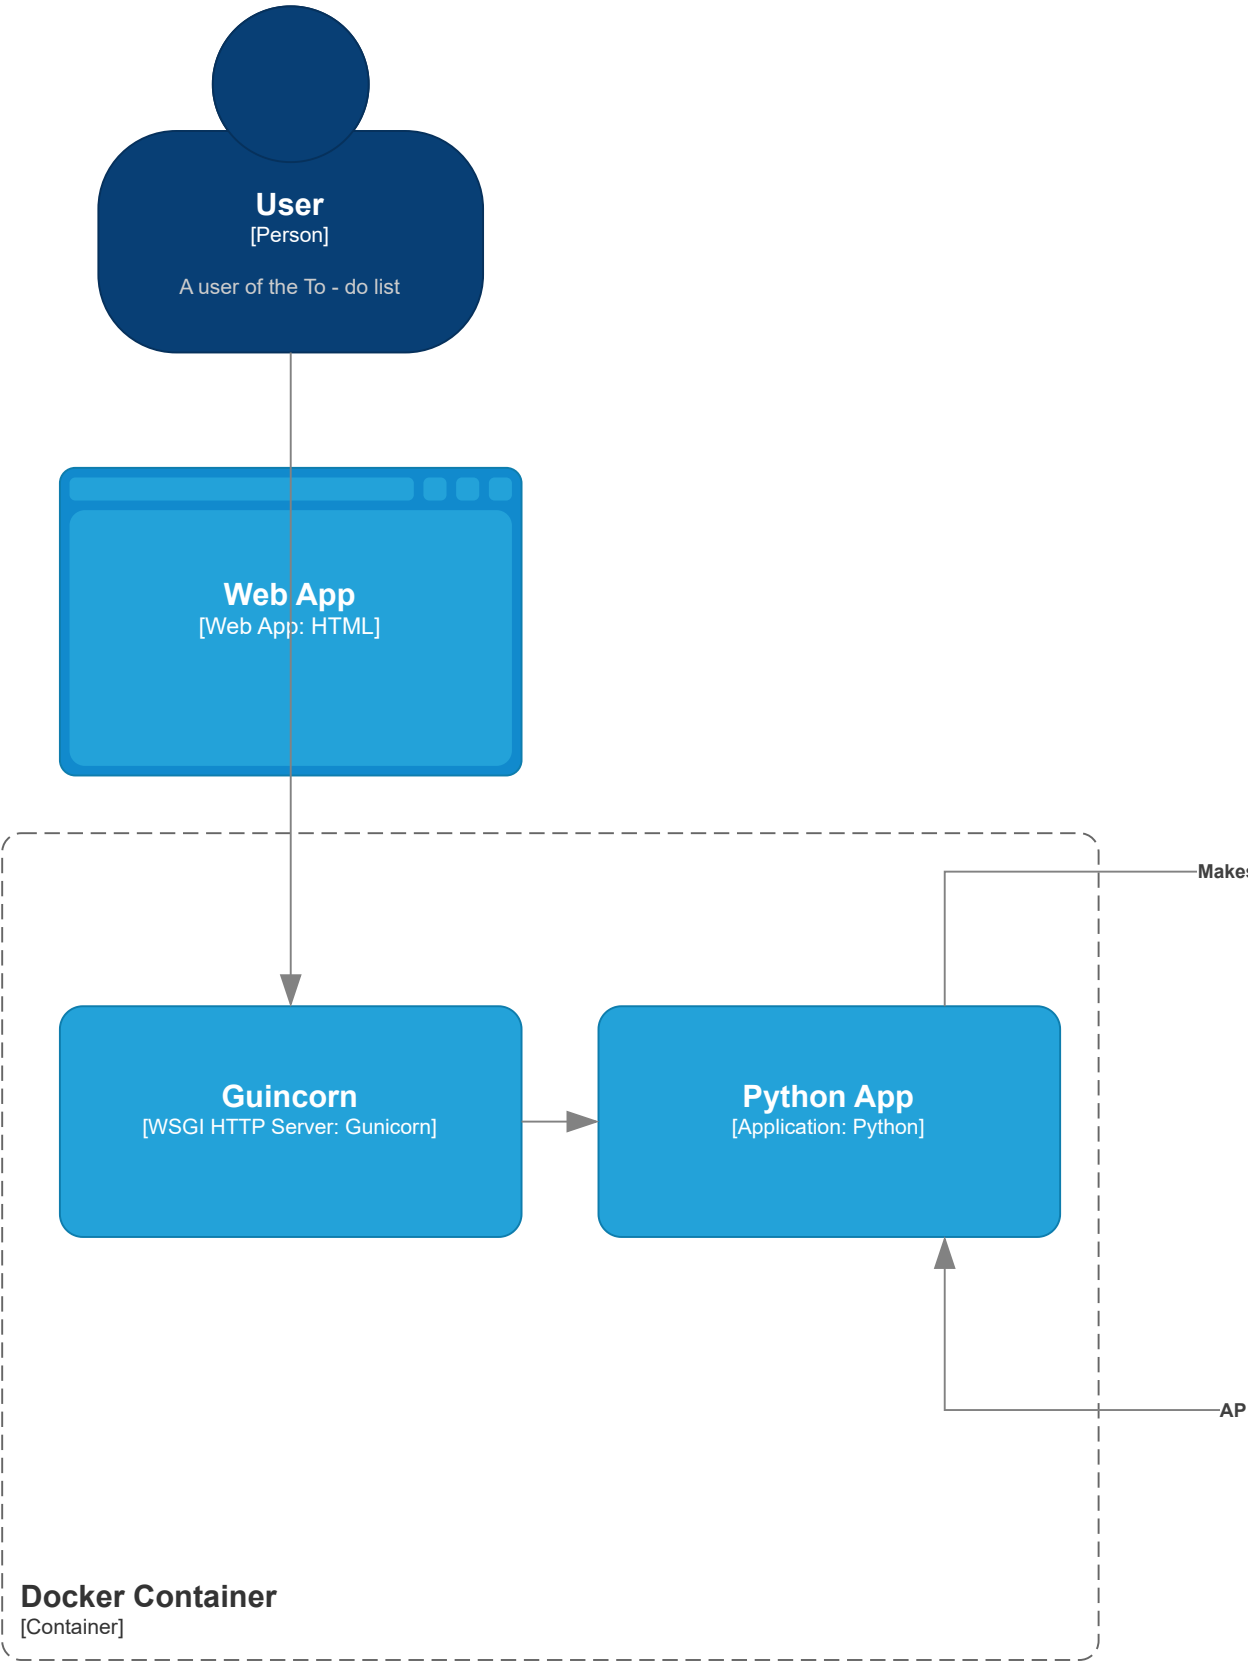 User
[Person]
A user of the To - do list
Web App
[Web App: HTML]
Makes
Guincorn
[WSGI HTTP Server: Gunicorn]
Python App
[Application: Python]
AP
Docker Container
[Container]